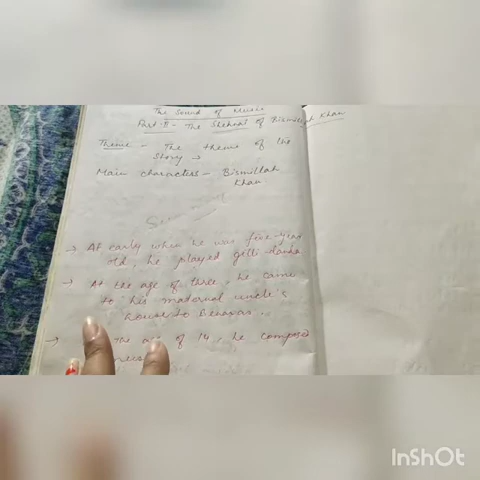 The Sound of Music
Part-II - The Shehnai of Bismillah Khan
Theme - The theme of the
Story →
Main characters - Bismillah
Khan
→ At early when he was five-year
old, he played gilli-danda
→ At the age of three, he came
to his maternal uncle's
house to Benaras.
→ the age of 14, he composed
InShOt